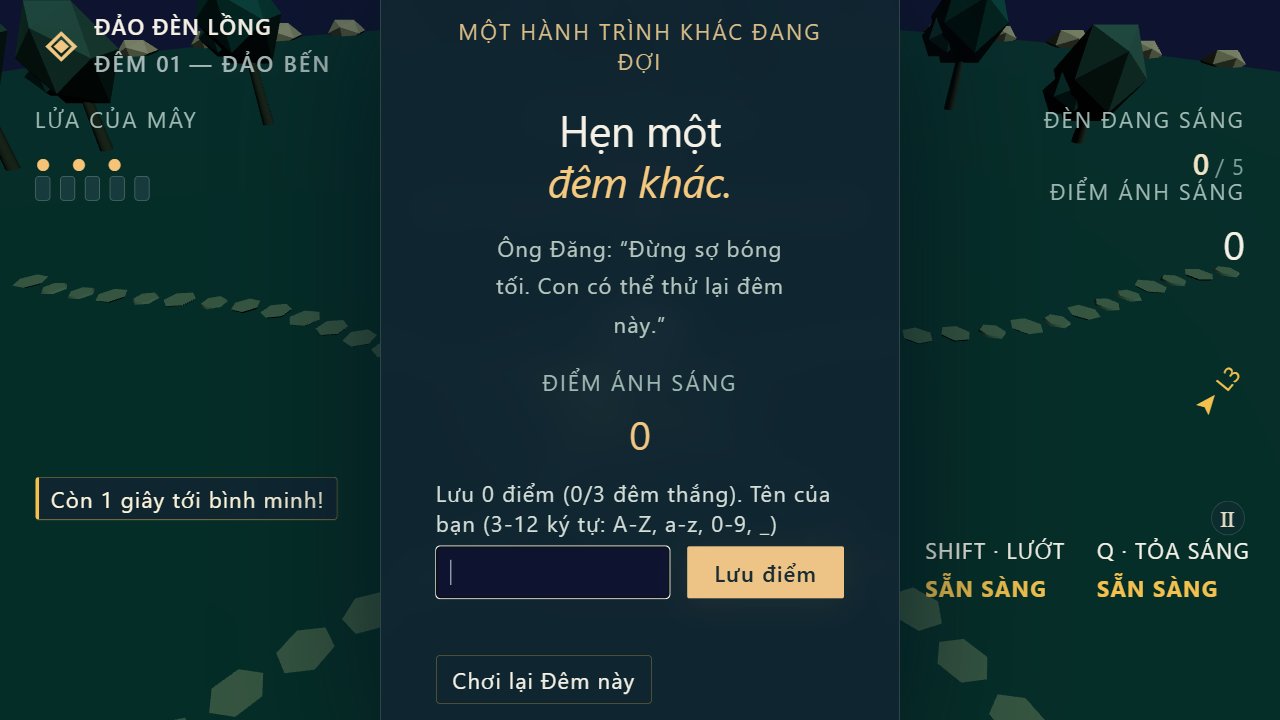 ĐẢO ĐÈN LỒNG
ĐÊM 01 — ĐẢO BẾN
LỬA CỦA MÂY
MỘT HÀNH TRÌNH KHÁC ĐANG
ĐỢI
Hẹn một
đêm khác.
Ông Đăng: “Đừng sợ bóng
tối. Con có thể thử lại đêm
này.”
ĐIỂM ÁNH SÁNG
0
Lưu 0 điểm (0/3 đêm thắng). Tên của
bạn (3-12 ký tự: A-Z, a-z, 0-9, _)
Lưu điểm
Chơi lại Đêm này
Còn 1 giây tới bình minh!
ĐÈN ĐANG SÁNG
0 / 5
ĐIỂM ÁNH SÁNG
0
L3
II
SHIFT · LƯỚT
SẴN SÀNG
Q · TỎA SÁNG
SẴN SÀNG